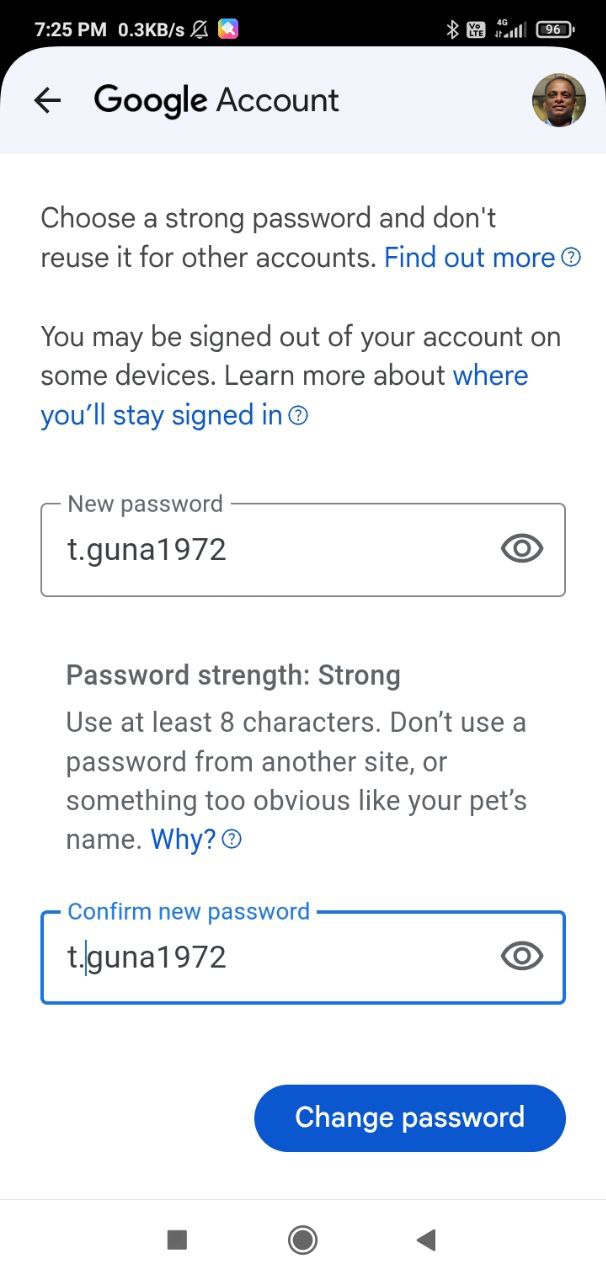 7:25 PM 0.3KB/s
Vo LTE 4G 96
Google Account
Choose a strong password and don't
reuse it for other accounts. Find out more
You may be signed out of your account on
some devices. Learn more about where
you’ll stay signed in
New password
t.guna1972
Password strength: Strong
Use at least 8 characters. Don’t use a
password from another site, or
something too obvious like your pet’s
name. Why?
Confirm new password
t.guna1972
Change password